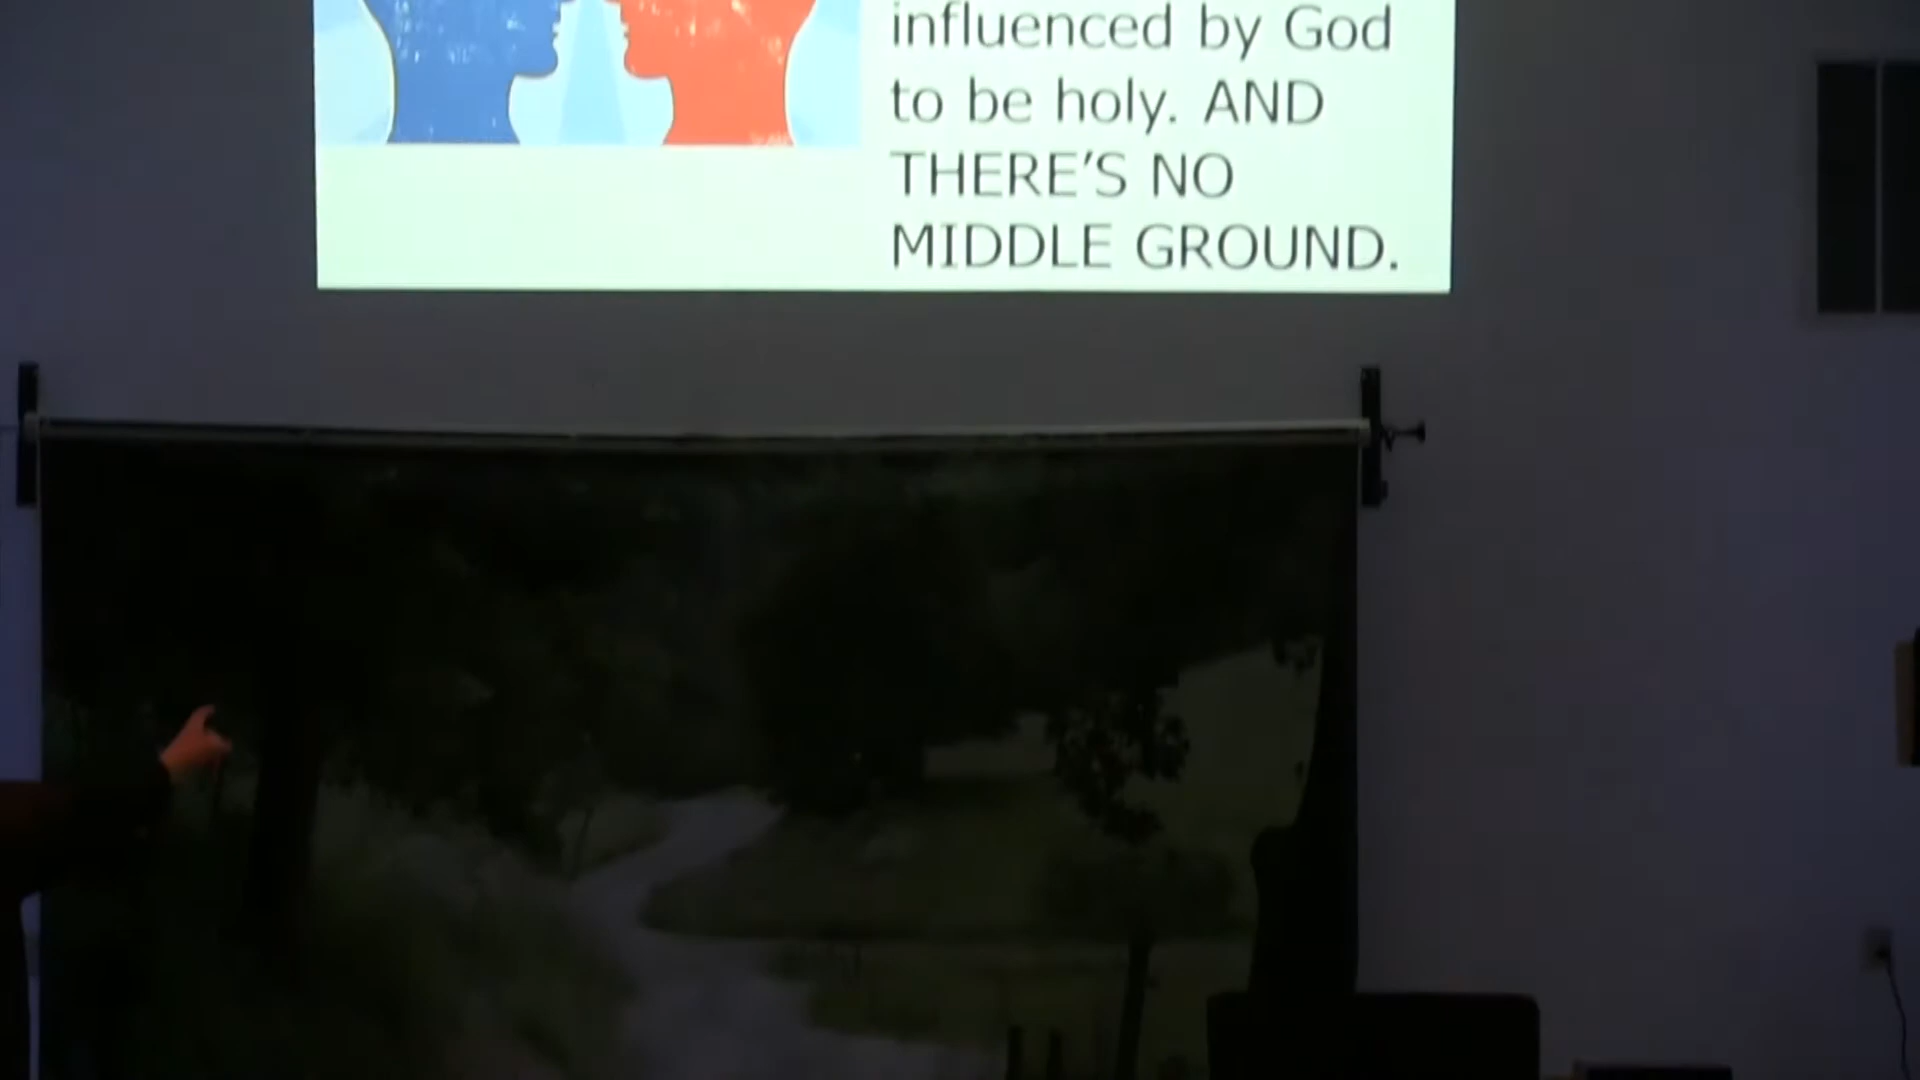 influenced by God
to be holy. AND
THERE’S NO
MIDDLE GROUND.